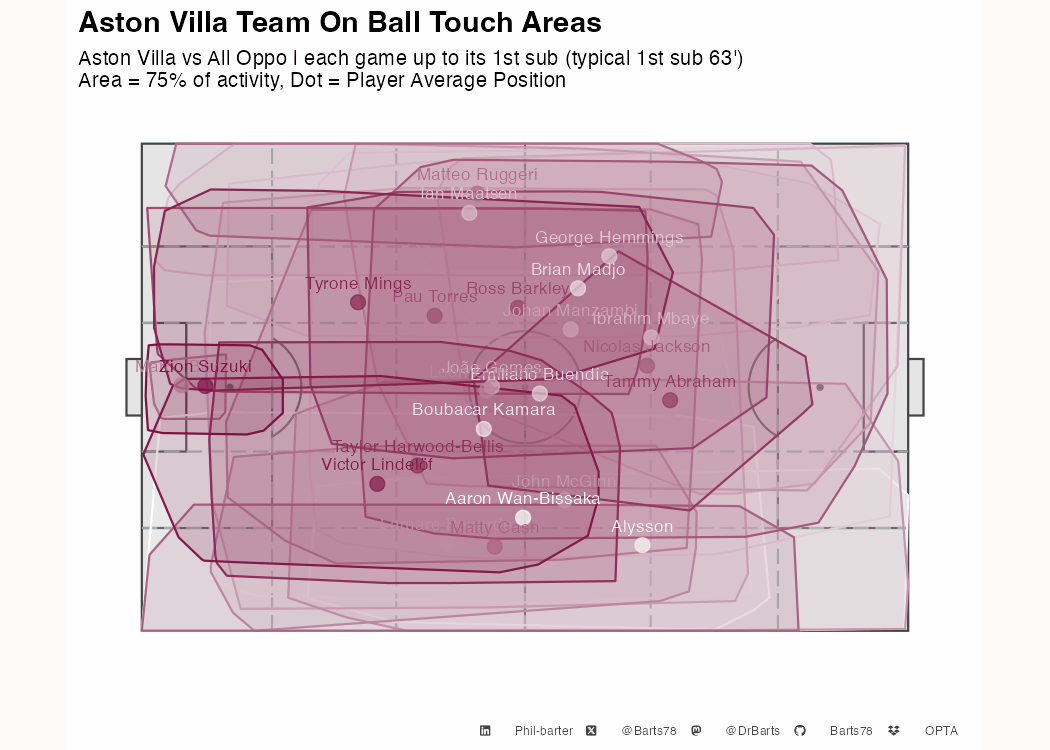 Aston Villa Team On Ball Touch Areas
Aston Villa vs All Oppo | each game up to its 1st sub (typical 1st sub 63')
Area = 75% of activity, Dot = Player Average Position
Matteo Ruggeri
Ian Maatsen
George Hemmings
Brian Madjo
Tyrone Mings
Ross Barkley
Pau Torres
Johan Manzambi
Ibrahim Mbaye
Nicolas Jackson
Zion Suzuki
João Gomes
Emiliano Buendia
Tammy Abraham
Boubacar Kamara
Taylor Harwood-Bellis
Victor Lindelöf
John McGinn
Aaron Wan-Bissaka
Matty Cash
Alysson
Phil-barter @Barts78 @DrBarts Barts78 OPTA